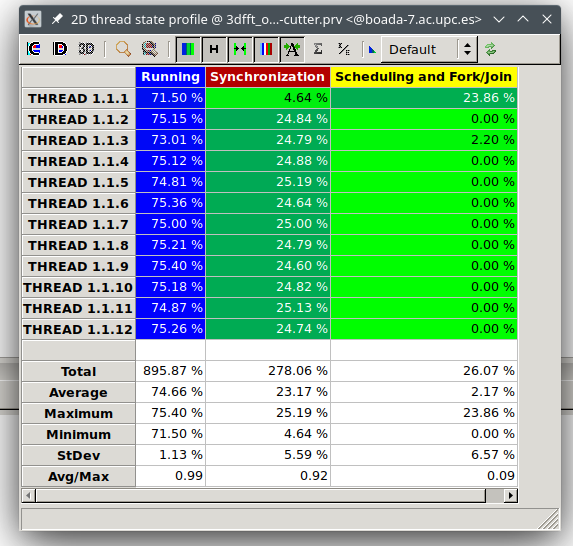 2D thread state profile @ 3dfft_o...-cutter.prv <@boada-7.ac.upc.es>
3D H A Σ Default
Running Synchronization Scheduling and Fork/Join
THREAD 1.1.1 71.50 % 4.64 % 23.86 %
THREAD 1.1.2 75.15 % 24.84 % 0.00 %
THREAD 1.1.3 73.01 % 24.79 % 2.20 %
THREAD 1.1.4 75.12 % 24.88 % 0.00 %
THREAD 1.1.5 74.81 % 25.19 % 0.00 %
THREAD 1.1.6 75.36 % 24.64 % 0.00 %
THREAD 1.1.7 75.00 % 25.00 % 0.00 %
THREAD 1.1.8 75.21 % 24.79 % 0.00 %
THREAD 1.1.9 75.40 % 24.60 % 0.00 %
THREAD 1.1.10 75.18 % 24.82 % 0.00 %
THREAD 1.1.11 74.87 % 25.13 % 0.00 %
THREAD 1.1.12 75.26 % 24.74 % 0.00 %
Total 895.87 % 278.06 % 26.07 %
Average 74.66 % 23.17 % 2.17 %
Maximum 75.40 % 25.19 % 23.86 %
Minimum 71.50 % 4.64 % 0.00 %
StDev 1.13 % 5.59 % 6.57 %
Avg/Max 0.99 0.92 0.09